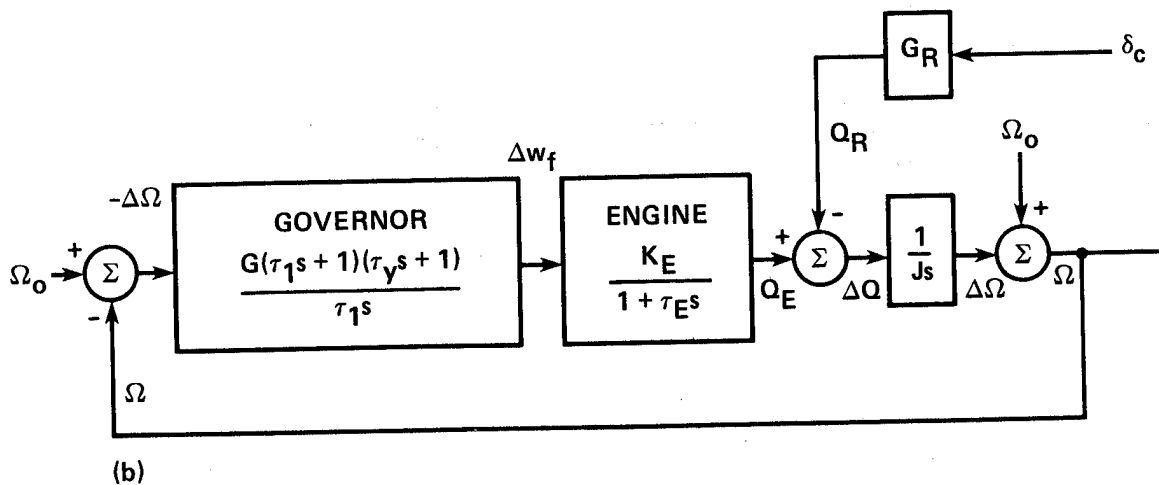 G_R
δ_c
Q_R
Ω_o
Δw_f
-ΔΩ
GOVERNOR
G(τ_1s + 1)(τ_ys + 1)
τ_1s
ENGINE
K_E
1 + τ_Es
+
Ω_o
-
Σ
+
-
Σ
Q_E
ΔQ
1
Js
ΔΩ
+
Σ
Ω
Ω
(b)